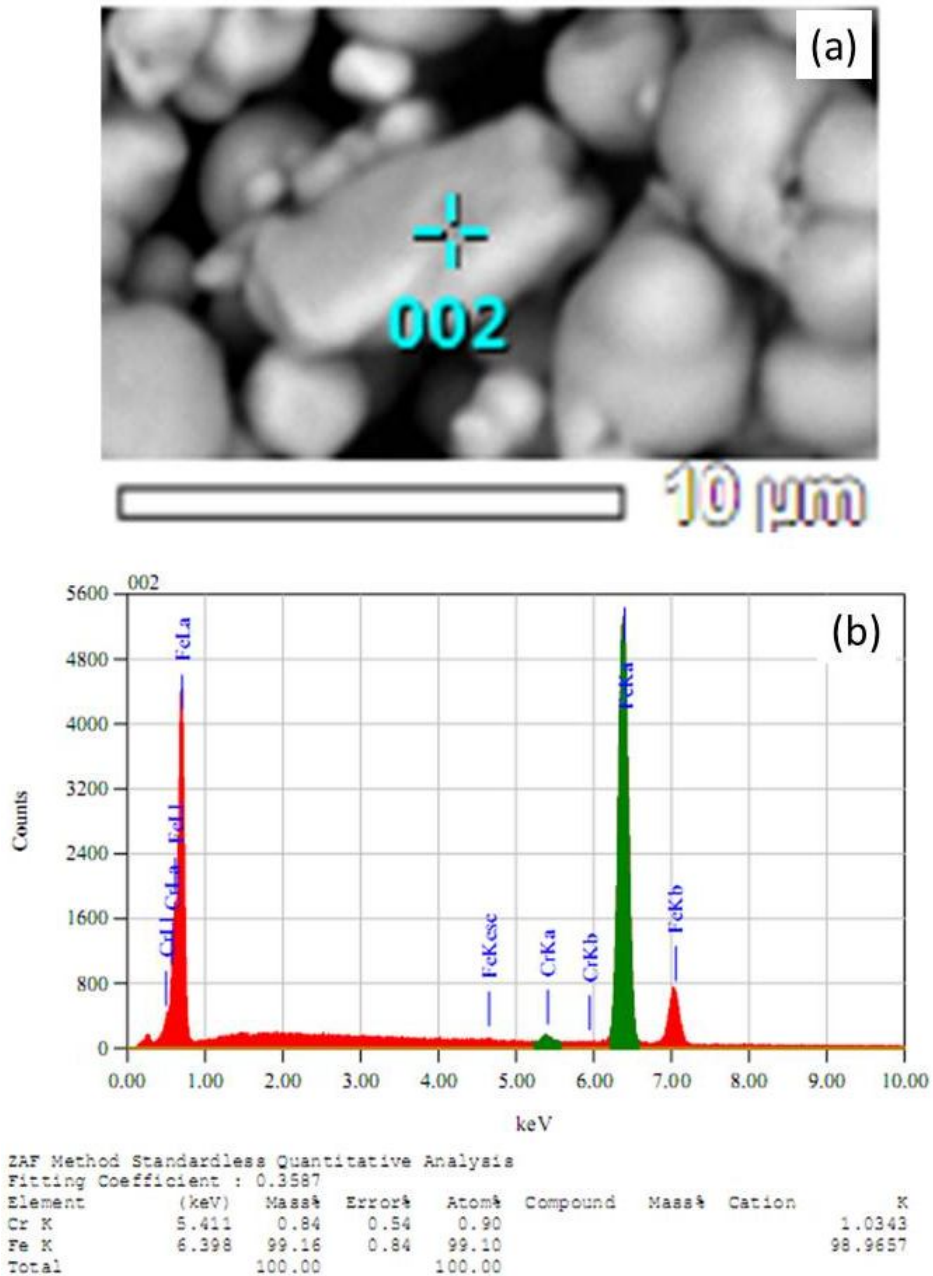 (a)
002
10 µm
002
(b)
5600
4800
4000
3200
2400
1600
800
0
Counts
CrLl
CrLa
FeLl
FeLa
FeKesc
CrKa
CrKb
FeKa
FeKb
0.00 1.00 2.00 3.00 4.00 5.00 6.00 7.00 8.00 9.00 10.00
keV
ZAF Method Standardless Quantitative Analysis
Fitting Coefficient : 0.3587
Element (keV) Mass% Error% Atom% Compound Mass% Cation K
Cr K 5.411 0.84 0.54 0.90 1.0343
Fe K 6.398 99.16 0.84 99.10 98.9657
Total 100.00 100.00